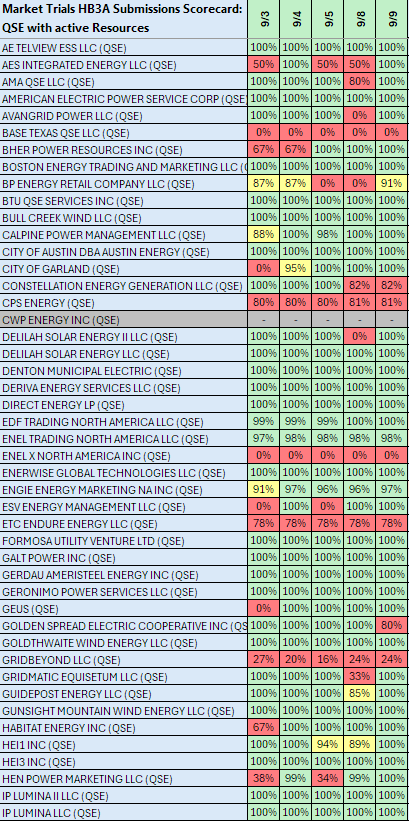 Market Trials HB3A Submissions Scorecard: QSE with active Resources 9/3 9/4 9/5 9/8 9/9
AE TELVIEW ESS LLC (QSE) 100% 100% 100% 100% 100%
AES INTEGRATED ENERGY LLC (QSE) 50% 100% 50% 50% 100%
AMA QSE LLC (QSE) 100% 100% 100% 80% 100%
AMERICAN ELECTRIC POWER SERVICE CORP (QSE) 100% 100% 100% 100% 100%
AVANGRID POWER LLC (QSE) 100% 100% 100% 0% 100%
BASE TEXAS QSE LLC (QSE) 0% 0% 0% 0% 0%
BHER POWER RESOURCES INC (QSE) 67% 67% 100% 100% 100%
BOSTON ENERGY TRADING AND MARKETING LLC ( 100% 100% 100% 100% 100%
BP ENERGY RETAIL COMPANY LLC (QSE) 87% 87% 0% 0% 91%
BTU QSE SERVICES INC (QSE) 100% 100% 100% 100% 100%
BULL CREEK WIND LLC (QSE) 100% 100% 100% 100% 100%
CALPINE POWER MANAGEMENT LLC (QSE) 88% 100% 98% 100% 100%
CITY OF AUSTIN DBA AUSTIN ENERGY (QSE) 100% 100% 100% 100% 100%
CITY OF GARLAND (QSE) 0% 95% 100% 100% 100%
CONSTELLATION ENERGY GENERATION LLC (QSE) 100% 100% 100% 82% 82%
CPS ENERGY (QSE) 80% 80% 80% 81% 81%
CWP ENERGY INC (QSE) - - - - -
DELILAH SOLAR ENERGY II LLC (QSE) 100% 100% 100% 0% 100%
DELILAH SOLAR ENERGY LLC (QSE) 100% 100% 100% 100% 100%
DENTON MUNICIPAL ELECTRIC (QSE) 100% 100% 100% 100% 100%
DERIVA ENERGY SERVICES LLC (QSE) 100% 100% 100% 100% 100%
DIRECT ENERGY LP (QSE) 100% 100% 100% 100% 100%
EDF TRADING NORTH AMERICA LLC (QSE) 99% 99% 99% 100% 100%
ENEL TRADING NORTH AMERICA LLC (QSE) 97% 98% 98% 98% 98%
ENEL X NORTH AMERICA INC (QSE) 0% 0% 0% 0% 0%
ENERWISE GLOBAL TECHNOLOGIES LLC (QSE) 100% 100% 100% 100% 100%
ENGIE ENERGY MARKETING NA INC (QSE) 91% 97% 96% 96% 97%
ESV ENERGY MANAGEMENT LLC (QSE) 0% 100% 0% 100% 100%
ETC ENDURE ENERGY LLC (QSE) 78% 78% 78% 78% 78%
FORMOSA UTILITY VENTURE LTD (QSE) 100% 100% 100% 100% 100%
GALT POWER INC (QSE) 100% 100% 100% 100% 100%
GERDAU AMERISTEEL ENERGY INC (QSE) 100% 100% 100% 100% 100%
GERONIMO POWER SERVICES LLC (QSE) 100% 100% 100% 100% 100%
GEUS (QSE) 0% 100% 100% 100% 100%
GOLDEN SPREAD ELECTRIC COOPERATIVE INC (QS 100% 100% 100% 100% 80%
GOLDTHWAITE WIND ENERGY LLC (QSE) 100% 100% 100% 100% 100%
GRIDBEYOND LLC (QSE) 27% 20% 16% 24% 24%
GRIDMATIC EQUISETUM LLC (QSE) 100% 100% 100% 33% 100%
GUIDEPOST ENERGY LLC (QSE) 100% 100% 100% 85% 100%
GUNSIGHT MOUNTAIN WIND ENERGY LLC (QSE) 100% 100% 100% 100% 100%
HABITAT ENERGY INC (QSE) 67% 100% 100% 100% 100%
HEI1 INC (QSE) 100% 100% 94% 89% 100%
HEI3 INC (QSE) 100% 100% 100% 100% 100%
HEN POWER MARKETING LLC (QSE) 38% 99% 34% 99% 100%
IP LUMINA II LLC (QSE) 100% 100% 100% 100% 100%
IP LUMINA LLC (QSE) 100% 100% 100% 100% 100%